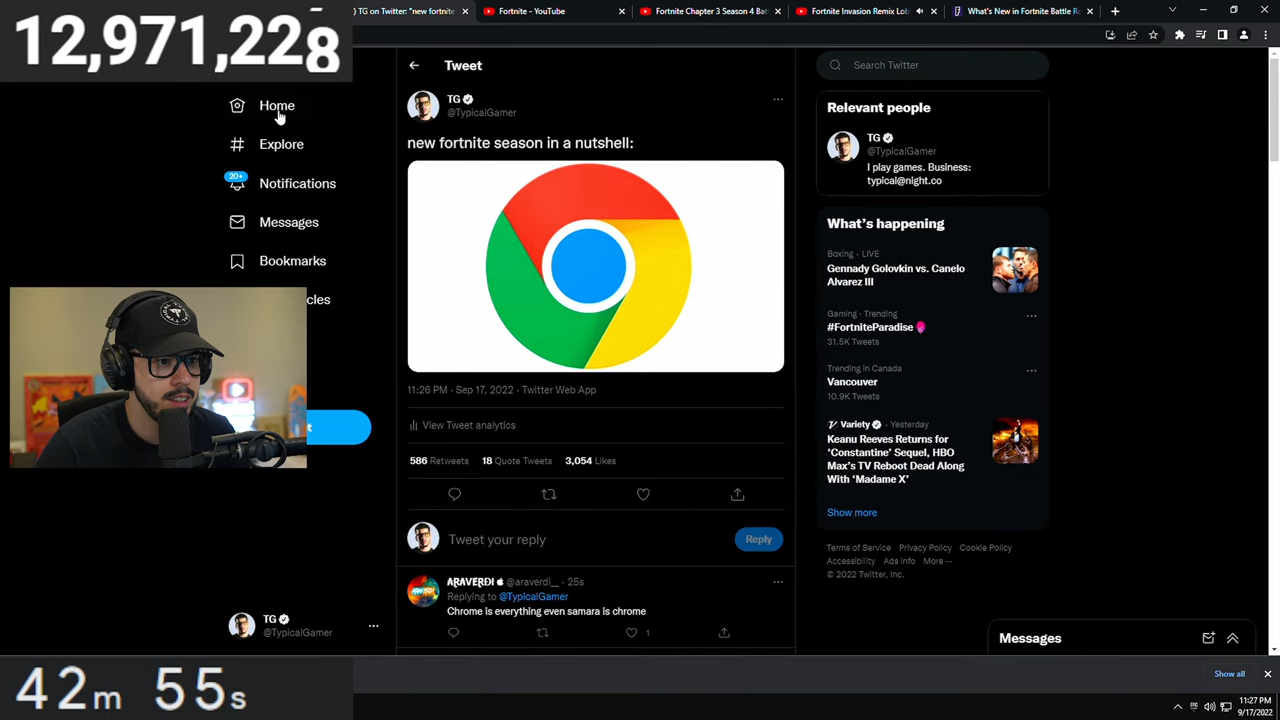 12,971,228
TG on Twitter: "new fortnite
Fortnite - YouTube
Fortnite Chapter 3 Season 4 Bat
Fortnite Invasion Remix Lob
What's New in Fortnite Battle Ro
Home
Explore
20+
Notifications
Messages
Bookmarks
cles
t
TG
@TypicalGamer
Tweet
TG
@TypicalGamer
new fortnite season in a nutshell:
11:26 PM · Sep 17, 2022 · Twitter Web App
View Tweet analytics
586 Retweets 18 Quote Tweets 3,054 Likes
Tweet your reply
Reply
ARAVERDI @araverdi__ · 25s
Replying to @TypicalGamer
Chrome is everything even samara is chrome
1
Search Twitter
Relevant people
TG
@TypicalGamer
I play games. Business:
typical@night.co
What's happening
Boxing · LIVE
Gennady Golovkin vs. Canelo
Alvarez III
Gaming · Trending
#FortniteParadise
31.5K Tweets
Trending in Canada
Vancouver
10.9K Tweets
Variety · Yesterday
Keanu Reeves Returns for
'Constantine' Sequel, HBO
Max's TV Reboot Dead Along
With 'Madame X'
Show more
Terms of Service Privacy Policy Cookie Policy
Accessibility Ads info More
© 2022 Twitter, Inc.
Messages
42m 55s
Show all
11:27 PM
9/17/2022